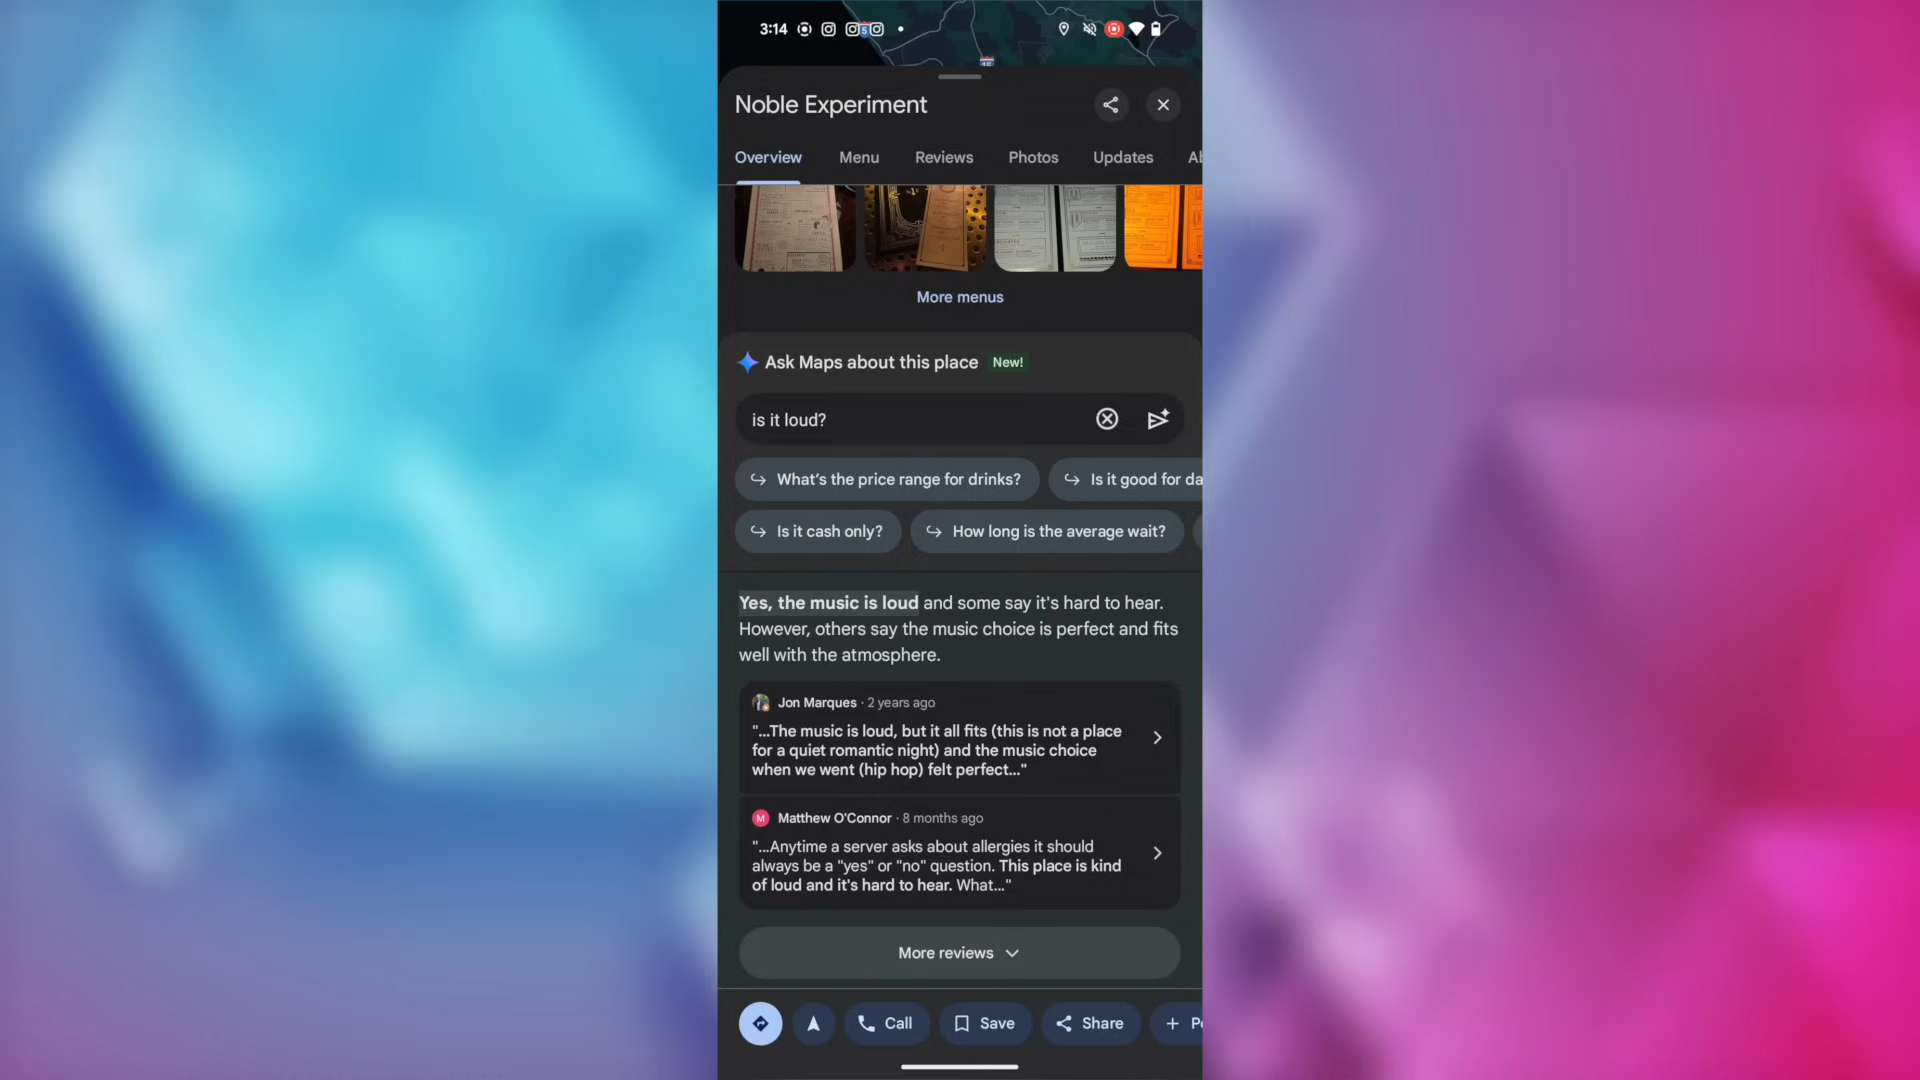 3:14
Noble Experiment
Overview Menu Reviews Photos Updates Ab
More menus
Ask Maps about this place New!
is it loud?
What's the price range for drinks? Is it good for da
Is it cash only? How long is the average wait?
Yes, the music is loud and some say it's hard to hear.
However, others say the music choice is perfect and fits
well with the atmosphere.
Jon Marques · 2 years ago
"...The music is loud, but it all fits (this is not a place
for a quiet romantic night) and the music choice
when we went (hip hop) felt perfect..."
M Matthew O'Connor · 8 months ago
"...Anytime a server asks about allergies it should
always be a "yes" or "no" question. This place is kind
of loud and it's hard to hear. What..."
More reviews
Call Save Share